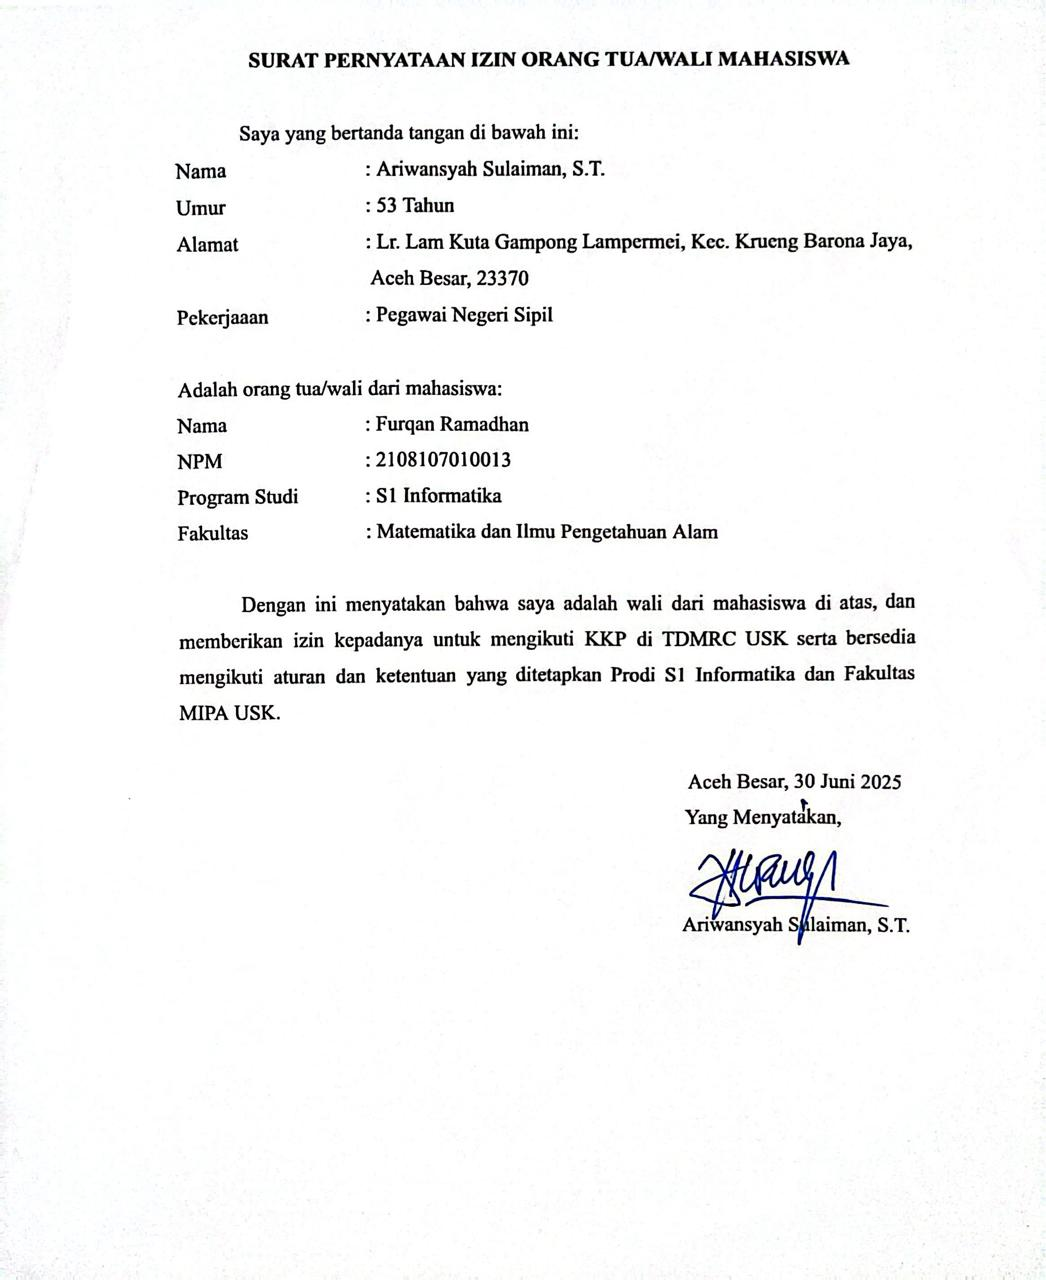 SURAT PERNYATAAN IZIN ORANG TUA/WALI MAHASISWA
Saya yang bertanda tangan di bawah ini:
Nama : Ariwansyah Sulaiman, S.T.
Umur : 53 Tahun
Alamat : Lr. Lam Kuta Gampong Lampermei, Kec. Krueng Barona Jaya,
Aceh Besar, 23370
Pekerjaaan : Pegawai Negeri Sipil
Adalah orang tua/wali dari mahasiswa:
Nama : Furqan Ramadhan
NPM : 2108107010013
Program Studi : S1 Informatika
Fakultas : Matematika dan Ilmu Pengetahuan Alam
Dengan ini menyatakan bahwa saya adalah wali dari mahasiswa di atas, dan
memberikan izin kepadanya untuk mengikuti KKP di TDMRC USK serta bersedia
mengikuti aturan dan ketentuan yang ditetapkan Prodi S1 Informatika dan Fakultas
MIPA USK.
Aceh Besar, 30 Juni 2025
Yang Menyatakan,
Ariwansyah Sulaiman, S.T.